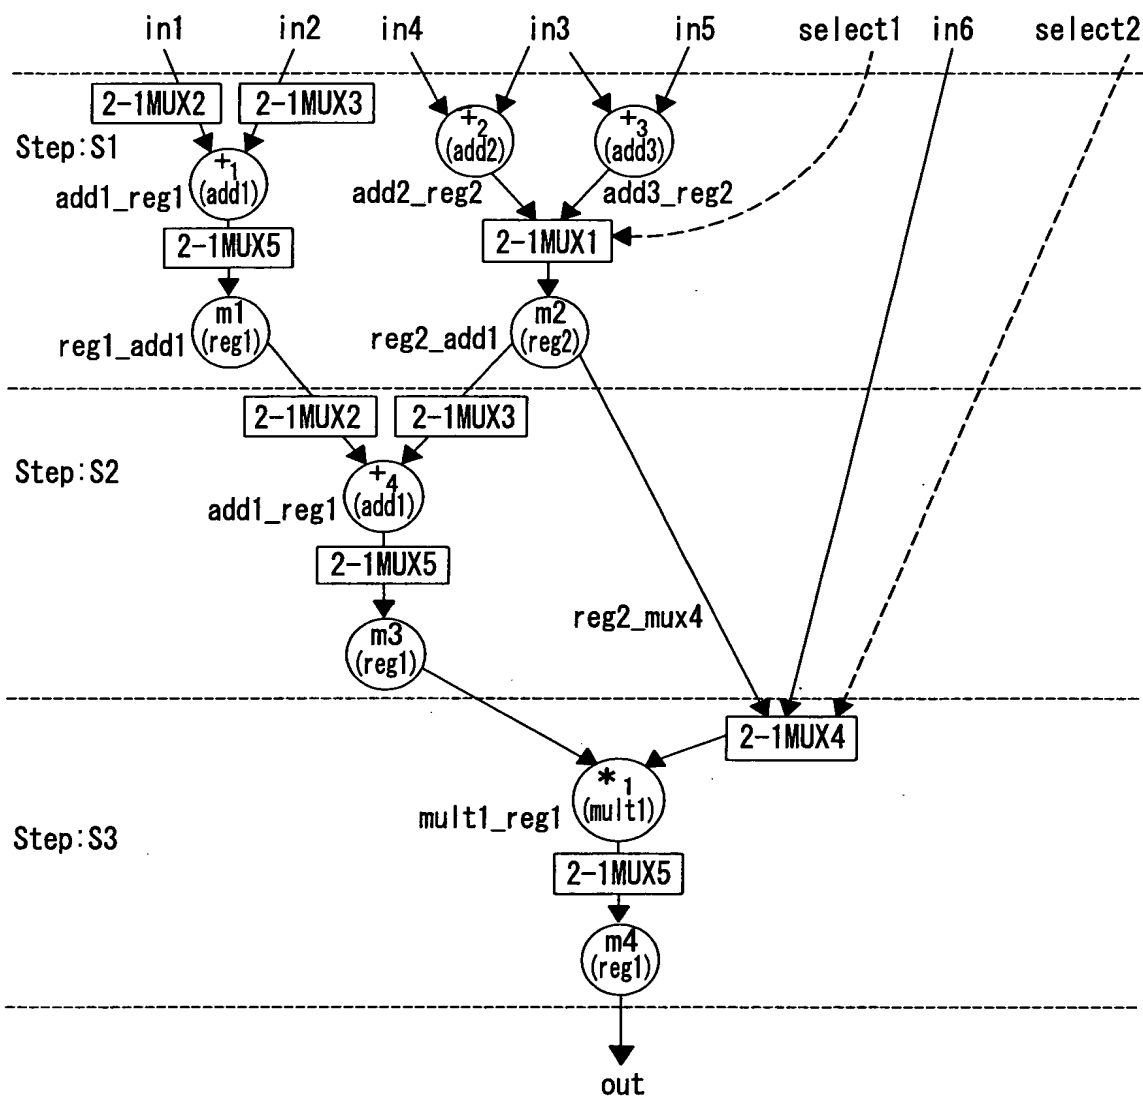 in1 in2 in4 in3 in5 select1 in6 select2
2-1MUX2 2-1MUX3
+2 +3
(add2) (add3)
Step:S1
+1
(add1)
add1_reg1 add2_reg2 add3_reg2
2-1MUX5 2-1MUX1
m1 m2
(reg1) (reg2)
reg1_add1 reg2_add1
2-1MUX2 2-1MUX3
Step:S2
+4
(add1)
add1_reg1
2-1MUX5
reg2_mux4
m3
(reg1)
2-1MUX4
*1
(mult1)
mult1_reg1
Step:S3
2-1MUX5
m4
(reg1)
out